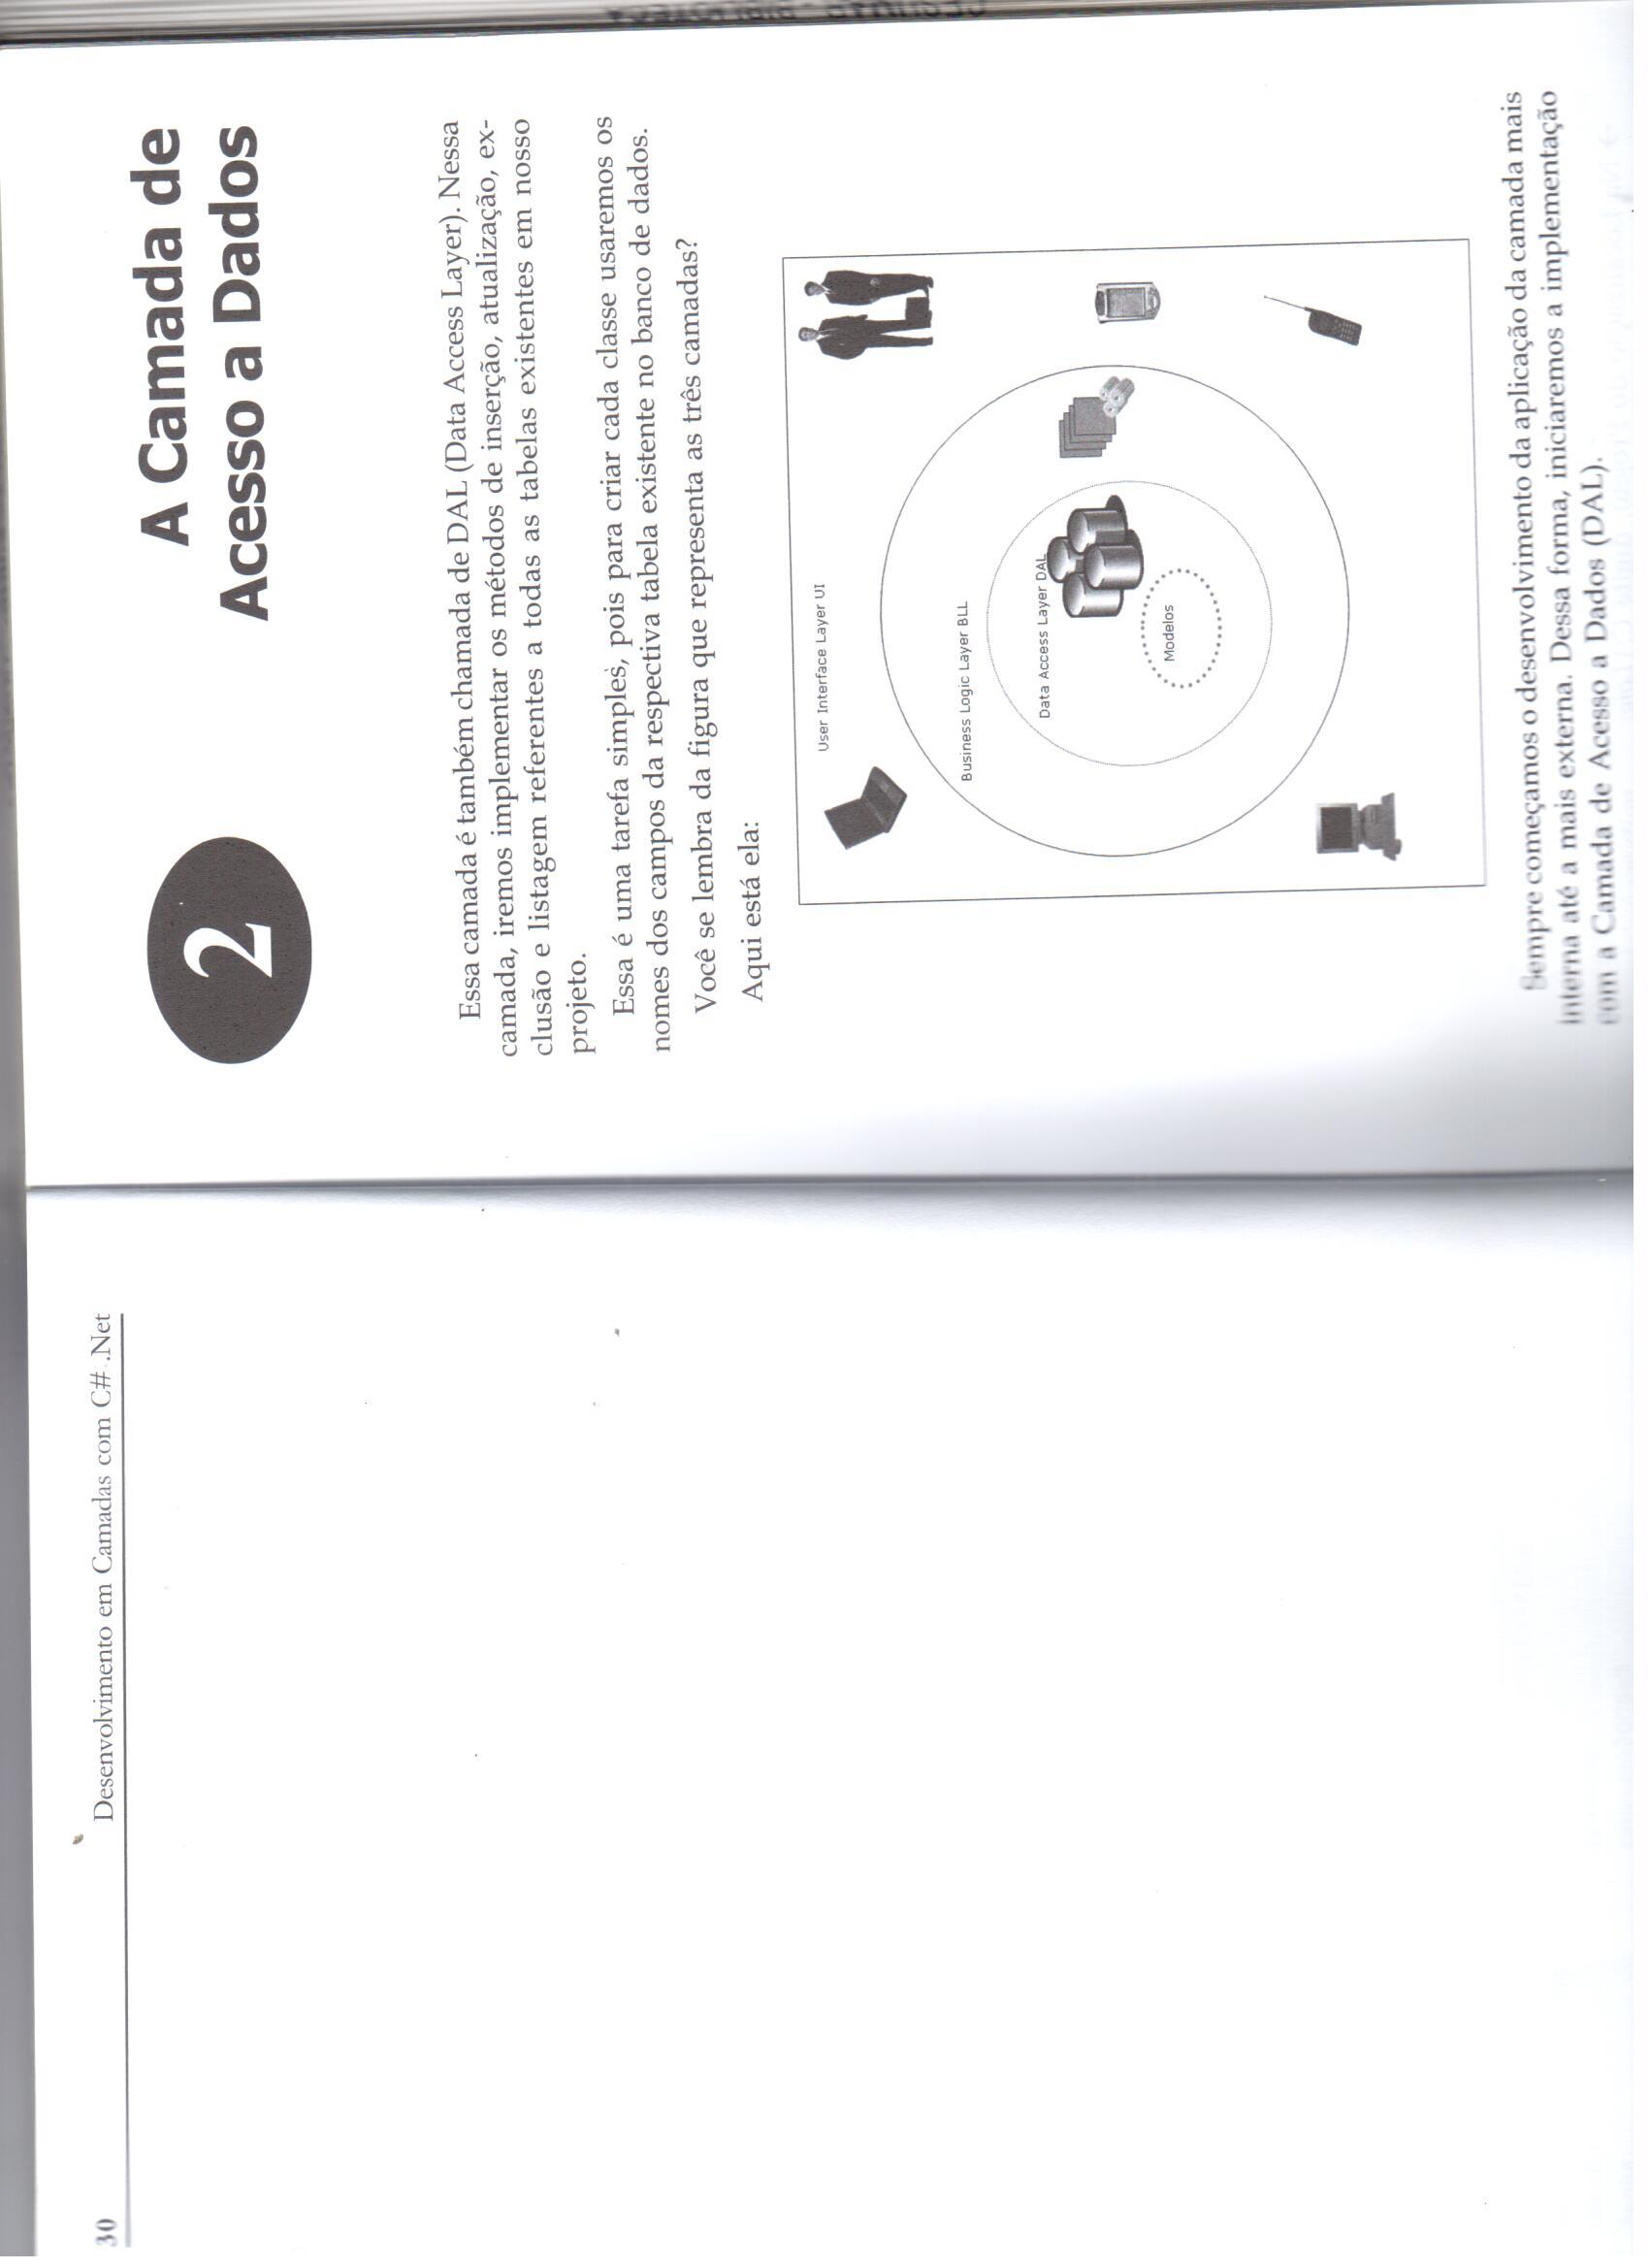 30
Desenvolvimento em Camadas com C# .Net
2
A Camada de
Acesso a Dados
Essa camada é também chamada de DAL (Data Access Layer). Nessa
camada, iremos implementar os métodos de inserção, atualização, ex-
clusão e listagem referentes a todas as tabelas existentes em nosso
projeto.
Essa é uma tarefa simples, pois para criar cada classe usaremos os
nomes dos campos da respectiva tabela existente no banco de dados.
Você se lembra da figura que representa as três camadas?
Aqui está ela:
User Interface Layer UI
Business Logic Layer BLL
Data Access Layer DAL
Modelos
Sempre começamos o desenvolvimento da aplicação da camada mais
interna até a mais externa. Dessa forma, iniciaremos a implementação
com a Camada de Acesso a Dados (DAL).